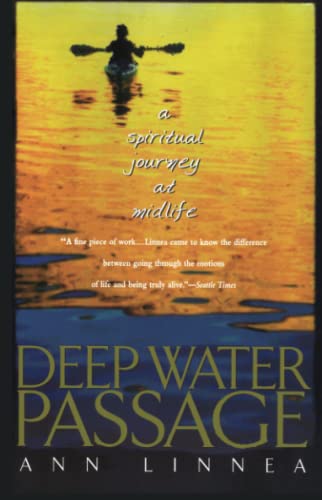 a
spiritual
journey
at
midlife
"A fine piece of work...Linnea came to know the difference
between going through the motions
of life and being truly alive."—Seattle Times
DEEP WATER
PASSAGE
ANN LINNEA